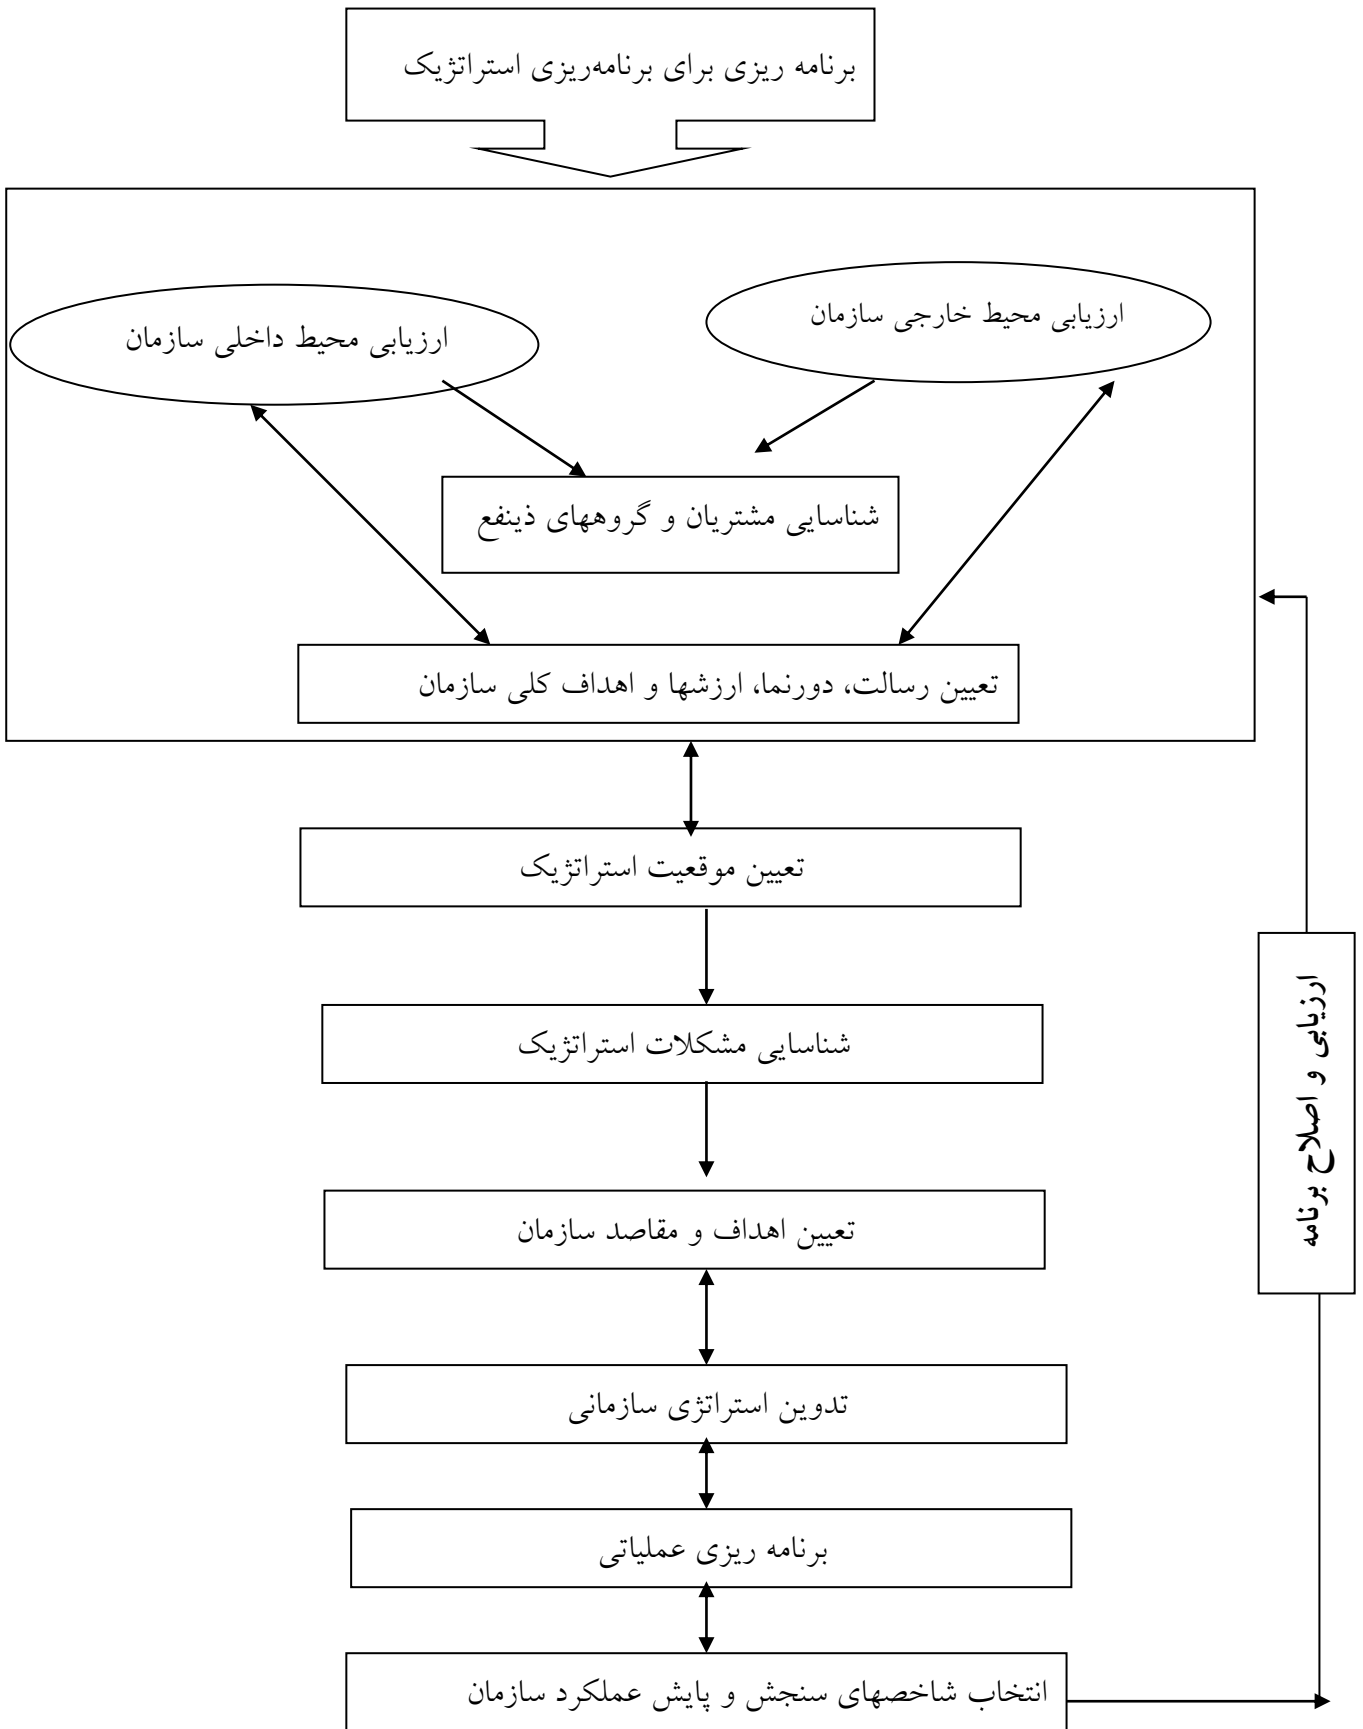 برنامه ریزی برای برنامه‌ریزی استراتژیک
ارزیابی محیط خارجی سازمان
ارزیابی محیط داخلی سازمان
شناسایی مشتریان و گروههای ذینفع
تعیین رسالت، دورنما، ارزشها و اهداف کلی سازمان
تعیین موقعیت استراتژیک
شناسایی مشکلات استراتژیک
تعیین اهداف و مقاصد سازمان
تدوین استراتژی سازمانی
برنامه ریزی عملیاتی
انتخاب شاخصهای سنجش و پایش عملکرد سازمان
ارزیابی و اصلاح برنامه